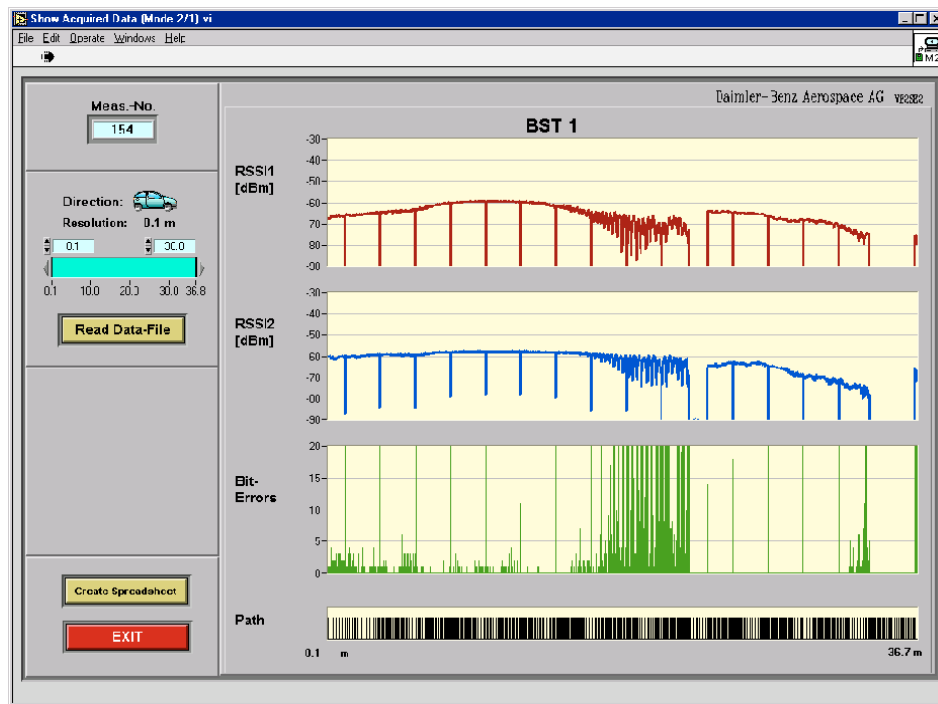 Show Acquired Data (Mode 2/1) vi
File Edit Operate Windows Help
M2
Daimler-Benz Aerospace AG VE2SE2
Meas.-No.
154
Direction:
Resolution: 0.1 m
0.1 30.0
0.1 10.0 20.0 30.0 36.8
Read Data-File
Create Spreadsheet
EXIT
BST 1
RSSI1
[dBm]
-30
-40
-50
-60
70
80
-90
RSSI2
[dBm]
-30
-40
-50
60
-70
-90
Bit-
Errors
20
15
10
5
0
Path
0.1 m 36.7 m